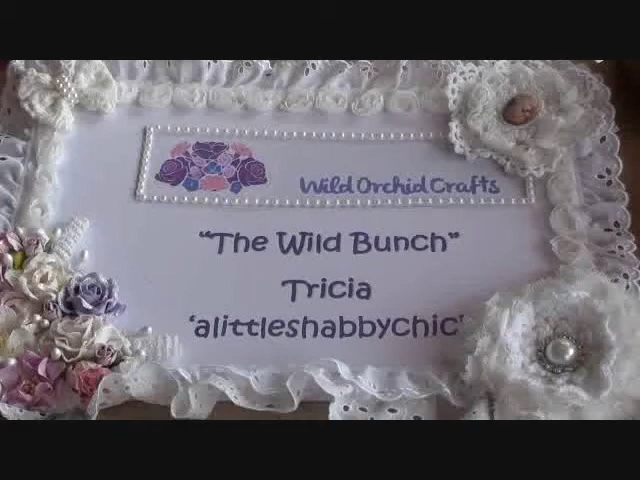 Wild Orchid Crafts
“The Wild Bunch”
Tricia
‘alittleshabbychic’